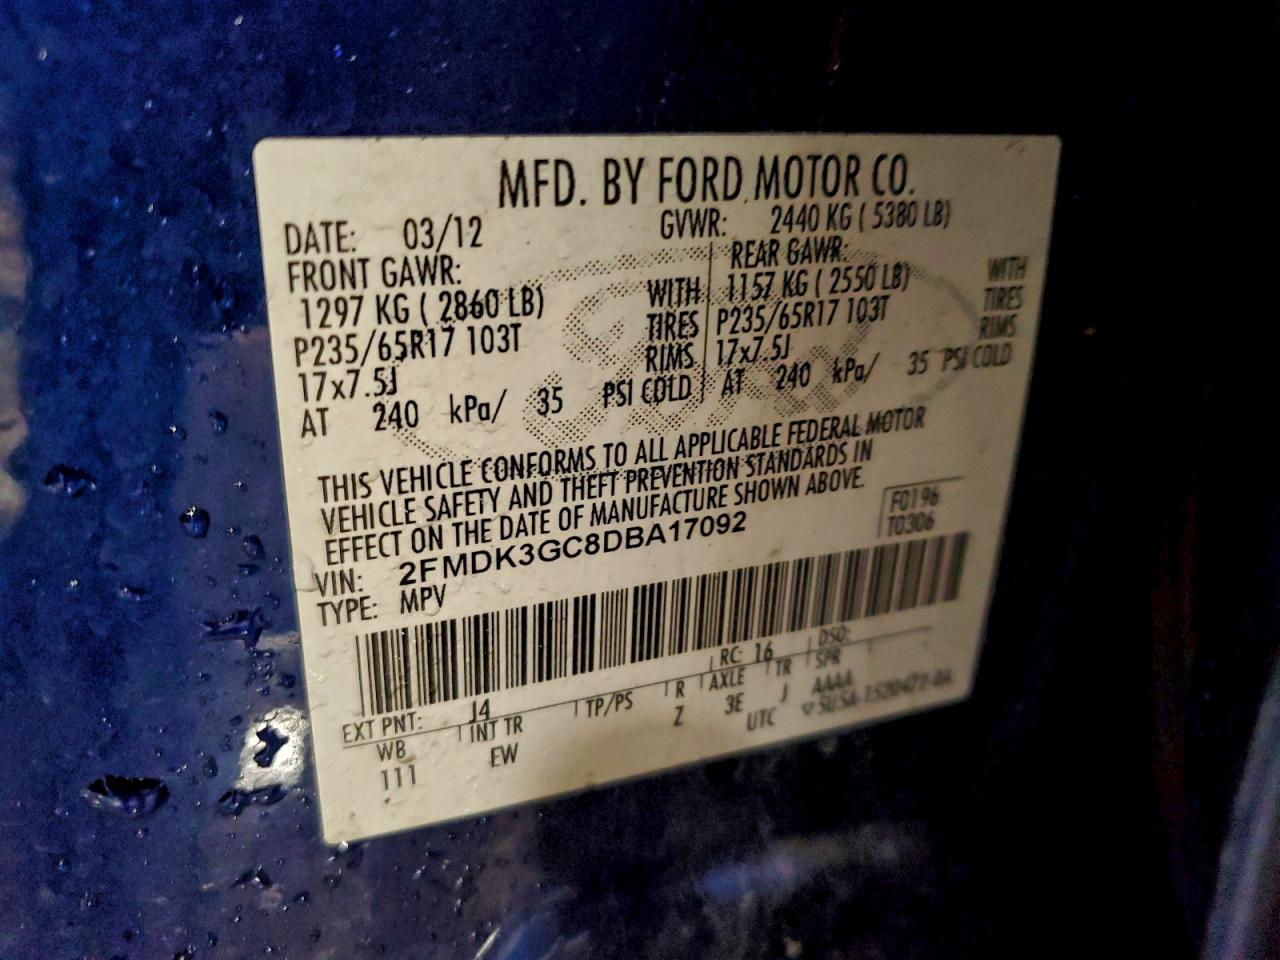 MFD. BY FORD MOTOR CO.
DATE: 03/12 GVWR: 2440 KG ( 5380 LB)
FRONT GAWR: REAR GAWR:
1297 KG ( 2860 LB) WITH 1157 KG ( 2550 LB) WITH
P235/65R17 103T TIRES P235/65R17 103T TIRES
17x7.5J RIMS 17x7.5J RIMS
AT 240 kPa/ 35 PSI COLD AT 240 kPa/ 35 PSI COLD
THIS VEHICLE CONFORMS TO ALL APPLICABLE FEDERAL MOTOR
VEHICLE SAFETY AND THEFT PREVENTION STANDARDS IN
EFFECT ON THE DATE OF MANUFACTURE SHOWN ABOVE.
F0196
T0306
VIN: 2FMDK3GC8DBA17092
TYPE: MPV
EXT PNT: J4 RC: 16 DSO:
WB INT TR TP/PS R AXLE TR SPR
111 EW Z 3E J AAAA
UTC